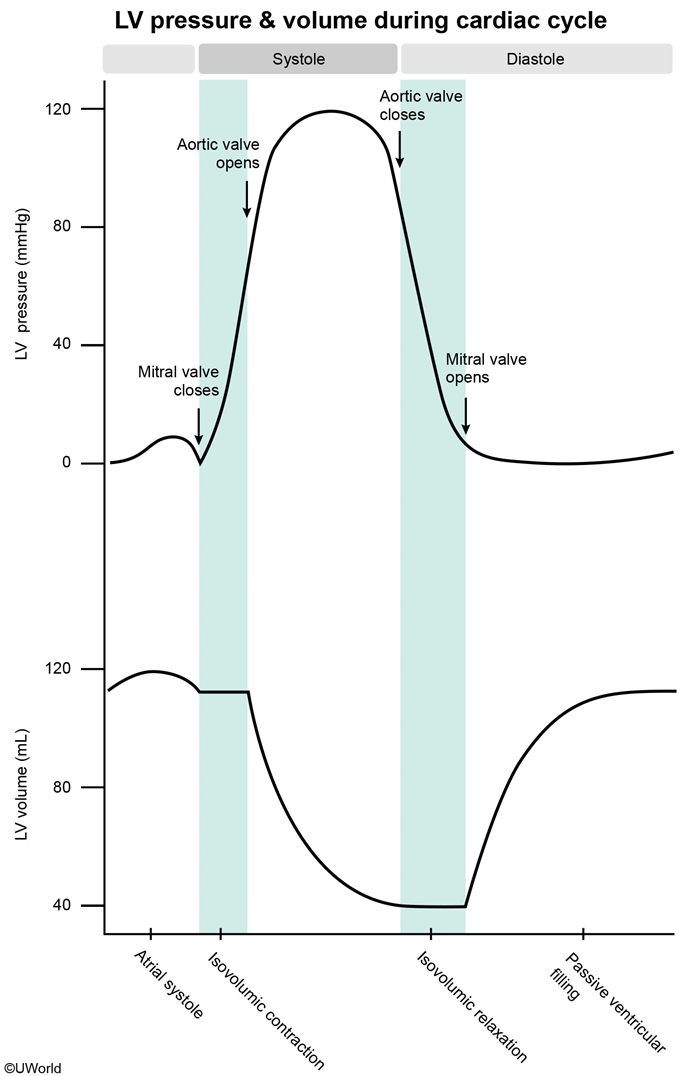 LV pressure & volume during cardiac cycle
Systole
Diastole
Aortic valve
closes
120
Aortic valve
opens
80
LV pressure (mmHg)
40
Mitral valve
opens
Mitral valve
closes
0
120
LV volume (mL)
80
40
Atrial systole
Isovolumic contraction
Isovolumic relaxation
Passive ventricular
filling
©UWorld